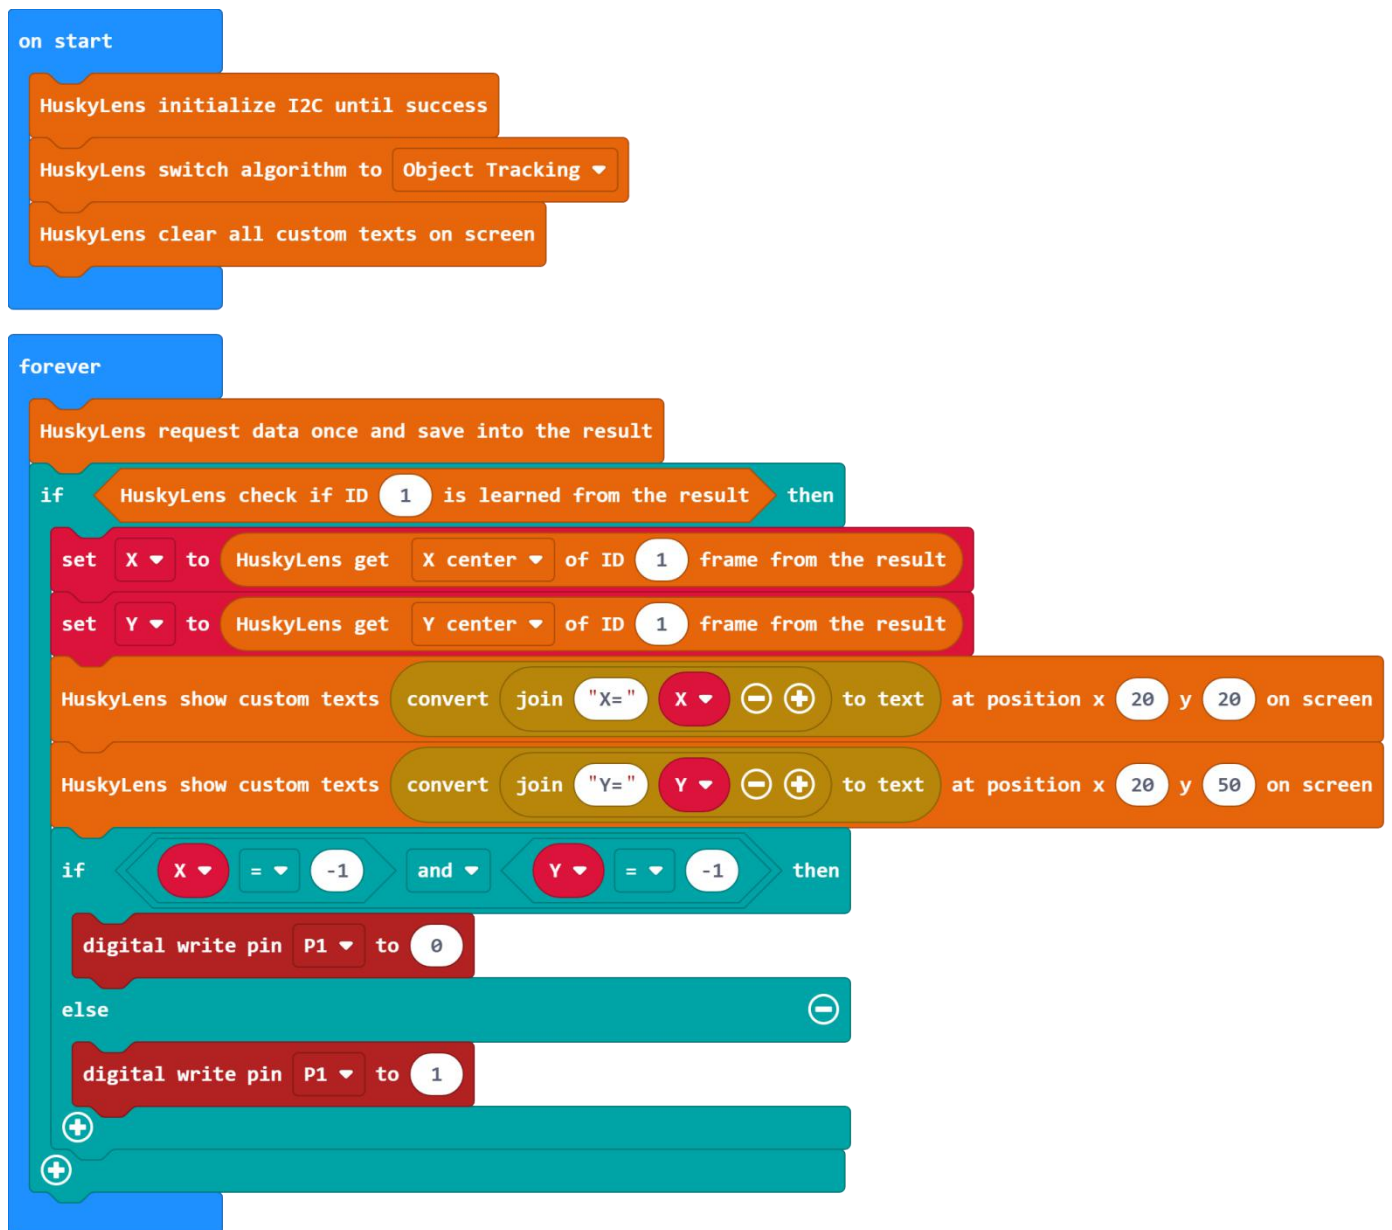 on start
HuskyLens initialize I2C until success
HuskyLens switch algorithm to Object Tracking
HuskyLens clear all custom texts on screen
forever
HuskyLens request data once and save into the result
if HuskyLens check if ID 1 is learned from the result then
set X to HuskyLens get X center of ID 1 frame from the result
set Y to HuskyLens get Y center of ID 1 frame from the result
HuskyLens show custom texts convert join "X=" X to text at position x 20 y 20 on screen
HuskyLens show custom texts convert join "Y=" Y to text at position x 20 y 50 on screen
if X = -1 and Y = -1 then
digital write pin P1 to 0
else
digital write pin P1 to 1